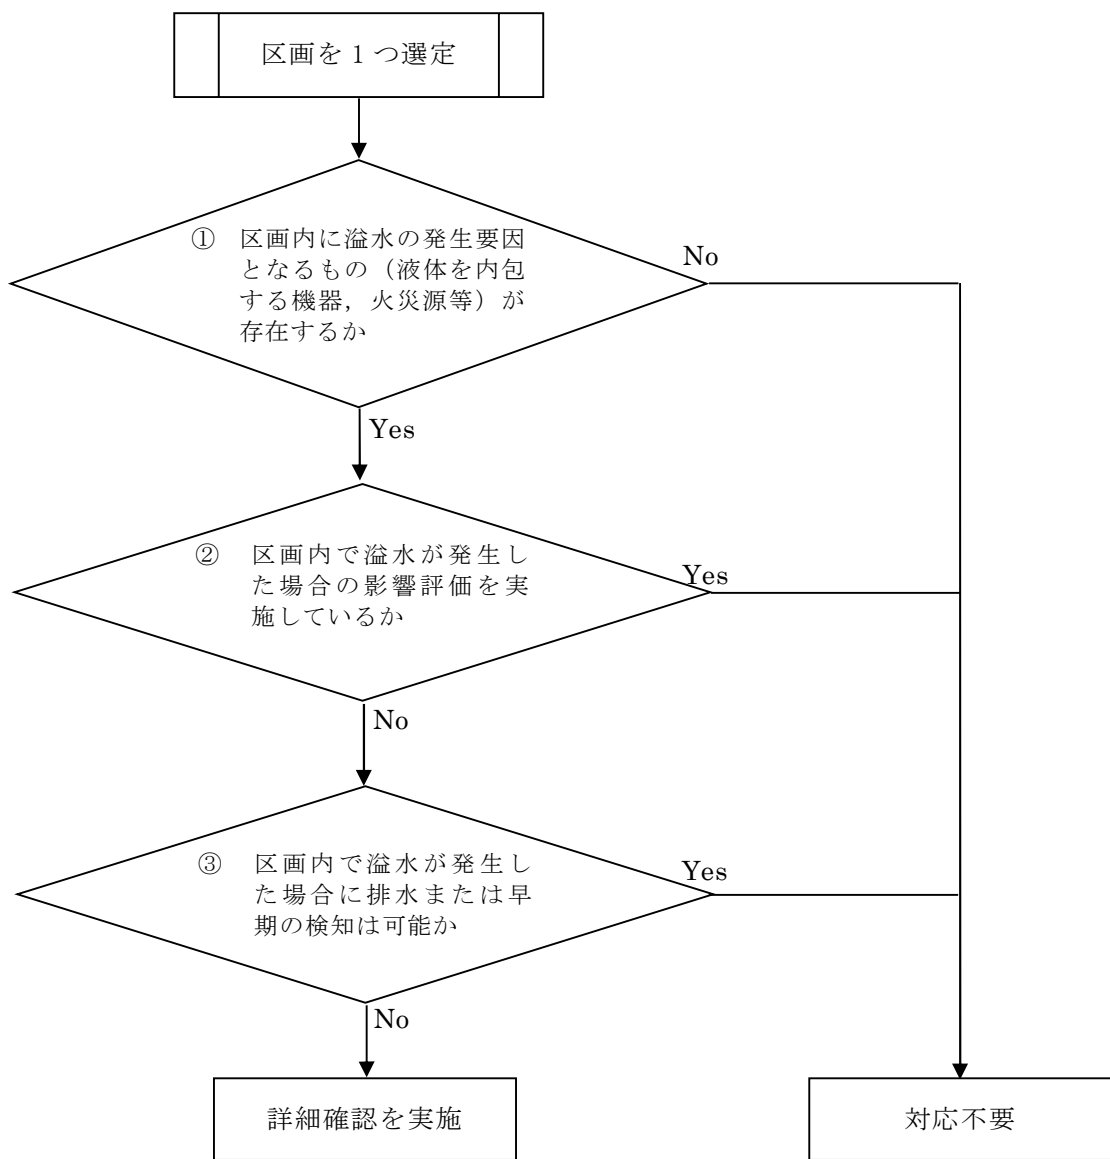 区画を1つ選定
① 区画内に溢水の発生要因
となるもの（液体を内包
する機器，火災源等）が
存在するか
No
Yes
② 区画内で溢水が発生し
た場合の影響評価を実
施しているか
Yes
No
③ 区画内で溢水が発生し
た場合に排水または早
期の検知は可能か
Yes
No
詳細確認を実施
対応不要